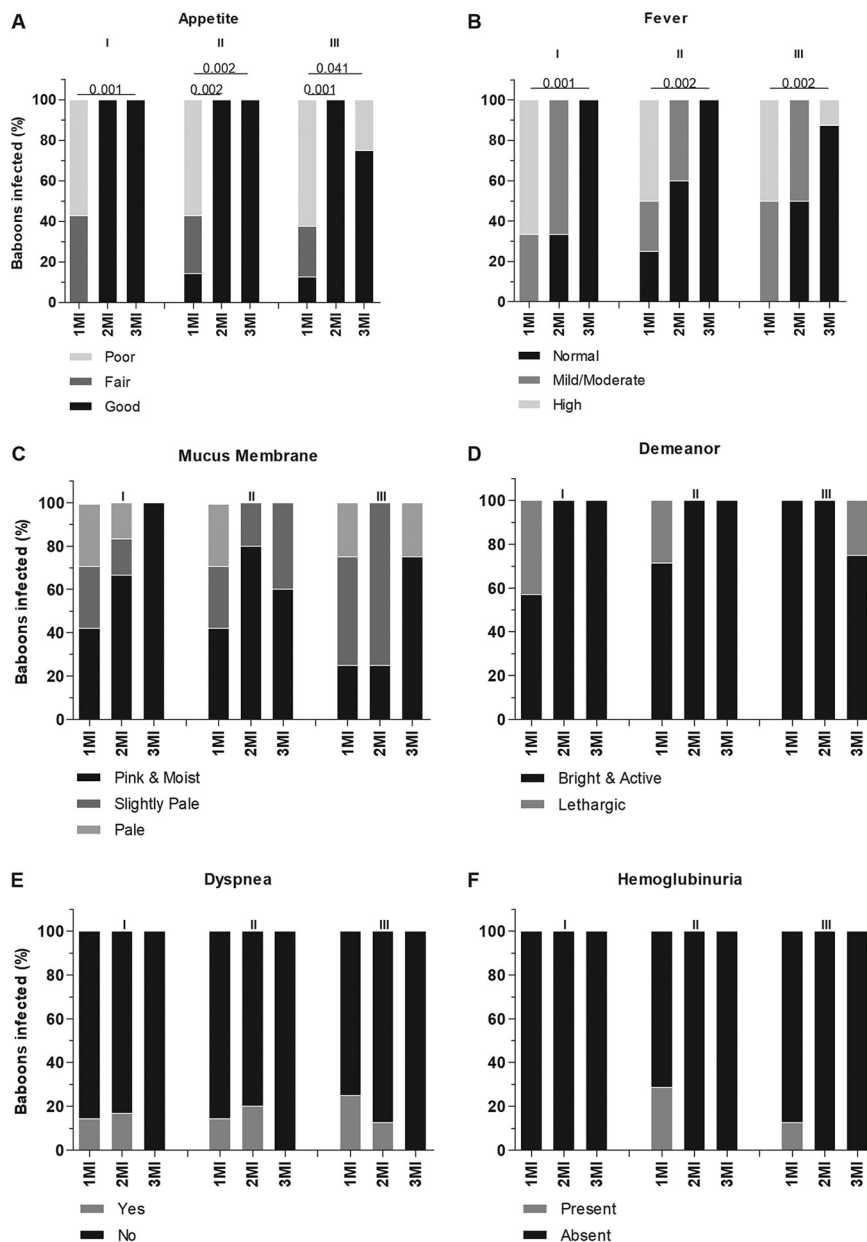 A
Appetite
I
II
III
0.001
0.002
0.002
0.041
0.001
Baboons infected (%)
100
80
60
40
20
0
1MI 2MI 3MI 1MI 2MI 3MI 1MI 2MI 3MI
Poor
Fair
Good
B
Fever
I
II
III
0.001
0.002
0.002
100
80
60
40
20
0
1MI 2MI 3MI 1MI 2MI 3MI 1MI 2MI 3MI
Normal
Mild/Moderate
High
C
Mucus Membrane
I
II
III
Baboons infected (%)
100
80
60
40
20
0
1MI 2MI 3MI 1MI 2MI 3MI 1MI 2MI 3MI
Pink & Moist
Slightly Pale
Pale
D
Demeanor
I
II
III
100
80
60
40
20
0
1MI 2MI 3MI 1MI 2MI 3MI 1MI 2MI 3MI
Bright & Active
Lethargic
E
Dyspnea
I
II
III
Baboons infected (%)
100
80
60
40
20
0
1MI 2MI 3MI 1MI 2MI 3MI 1MI 2MI 3MI
Yes
No
F
Hemoglubinuria
I
II
III
100
80
60
40
20
0
1MI 2MI 3MI 1MI 2MI 3MI 1MI 2MI 3MI
Present
Absent